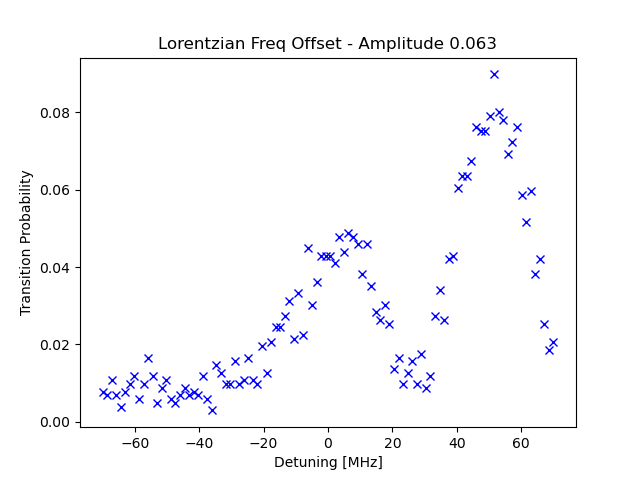 Lorentzian Freq Offset - Amplitude 0.063
Transition Probability
0.08
0.06
0.04
0.02
0.00
−60 −40 −20 0 20 40 60
Detuning [MHz]